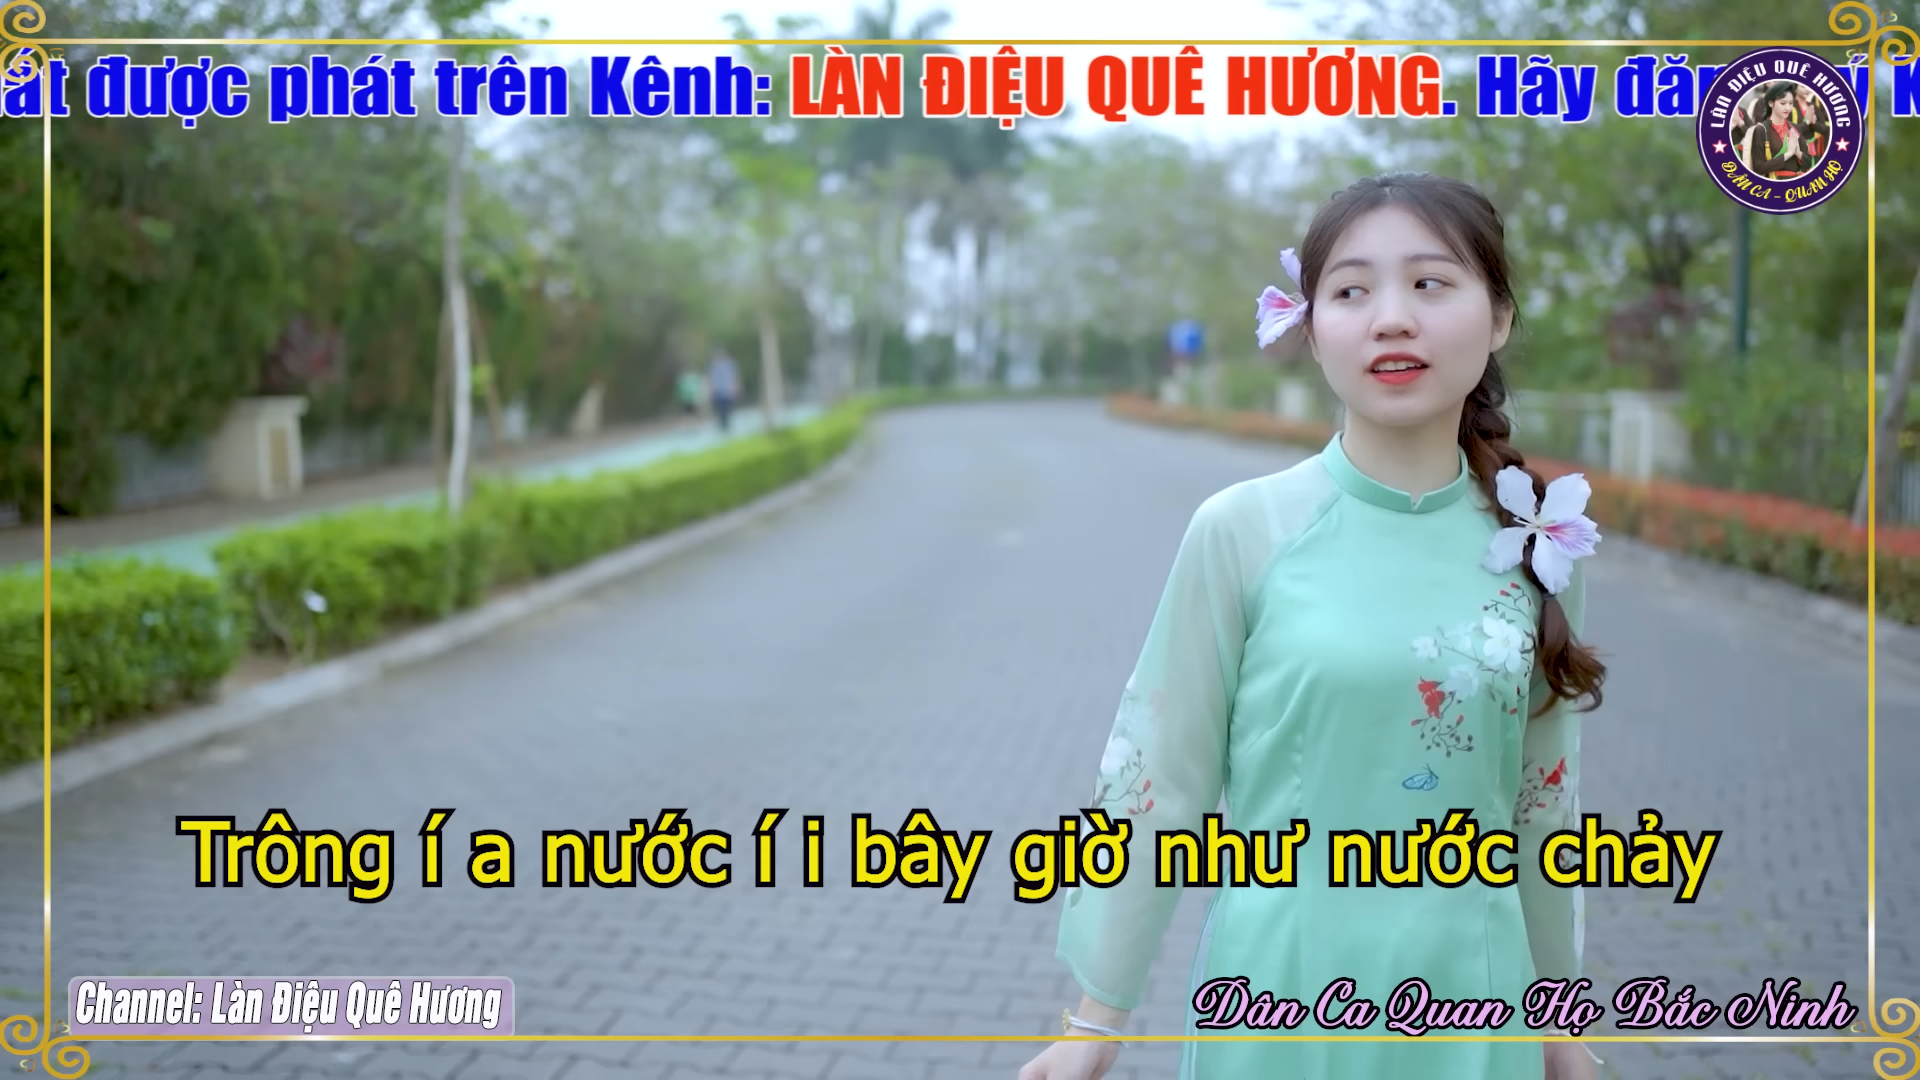 át được phát trên Kênh: LÀN ĐIỆU QUÊ HƯƠNG. Hãy đăn ý K
LÀN ĐIỆU QUÊ HƯƠNG
DÂN CA - QUAN HỌ
Trông í a nước í i bây giờ như nước chảy
Channel: Làn Điệu Quê Hương
Dân Ca Quan Họ Bắc Ninh